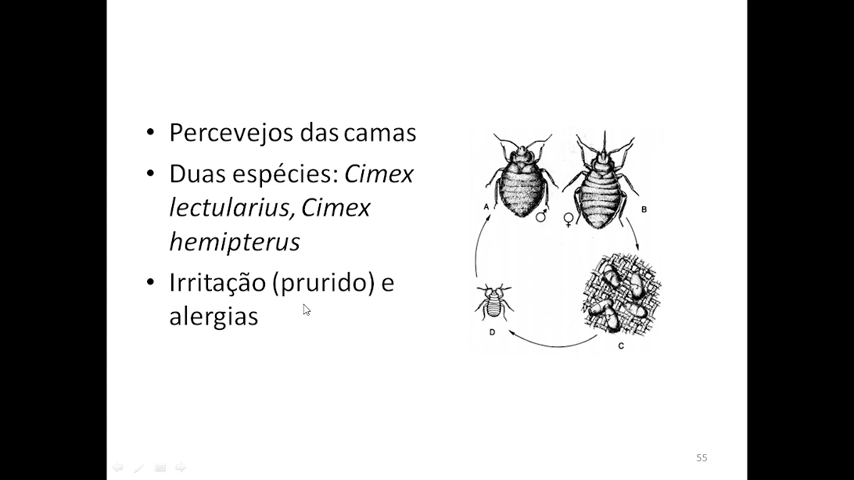 • Percevejos das camas
• Duas espécies: Cimex
lectularius, Cimex
hemipterus
• Irritação (prurido) e
alergias
A
♂
♀
B
D
C
55